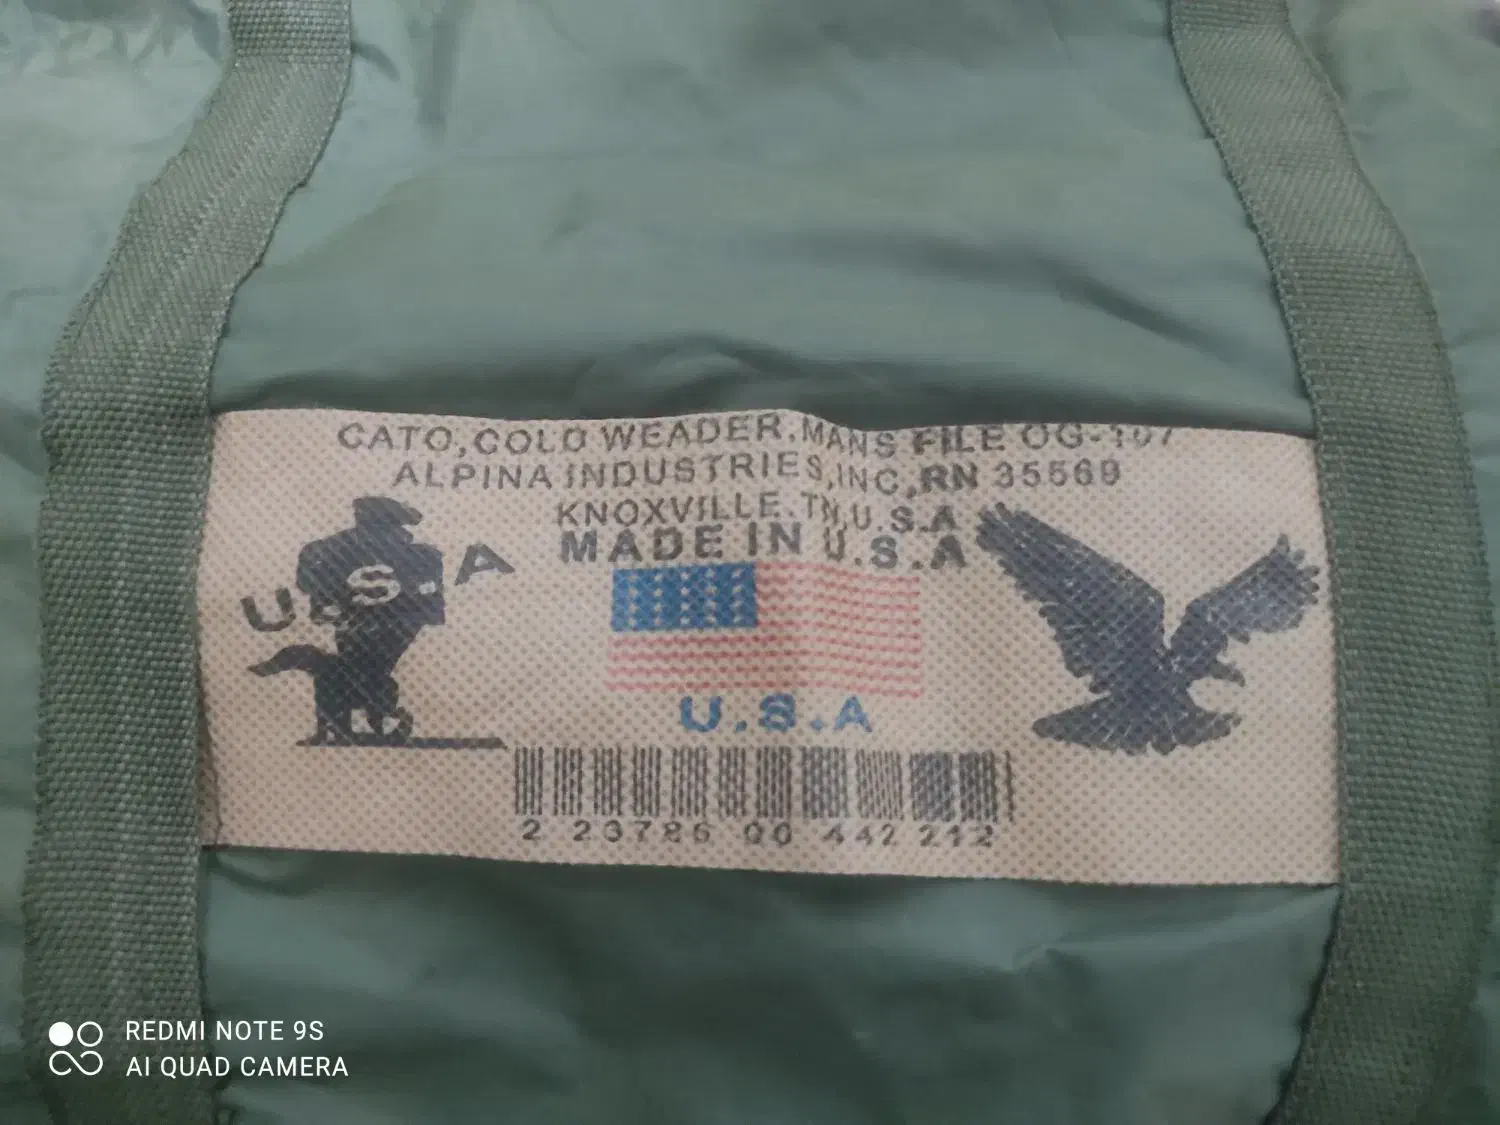 CATO,COLD WEADER.MANS FILE OG-107
ALPINA INDUSTRIES,INC,RN 35569
KNOXVILLE.TN,U.S.A
MADE IN U.S.A
U.S.A
U.S.A
2 23786 00 442 212
REDMI NOTE 9S
AI QUAD CAMERA